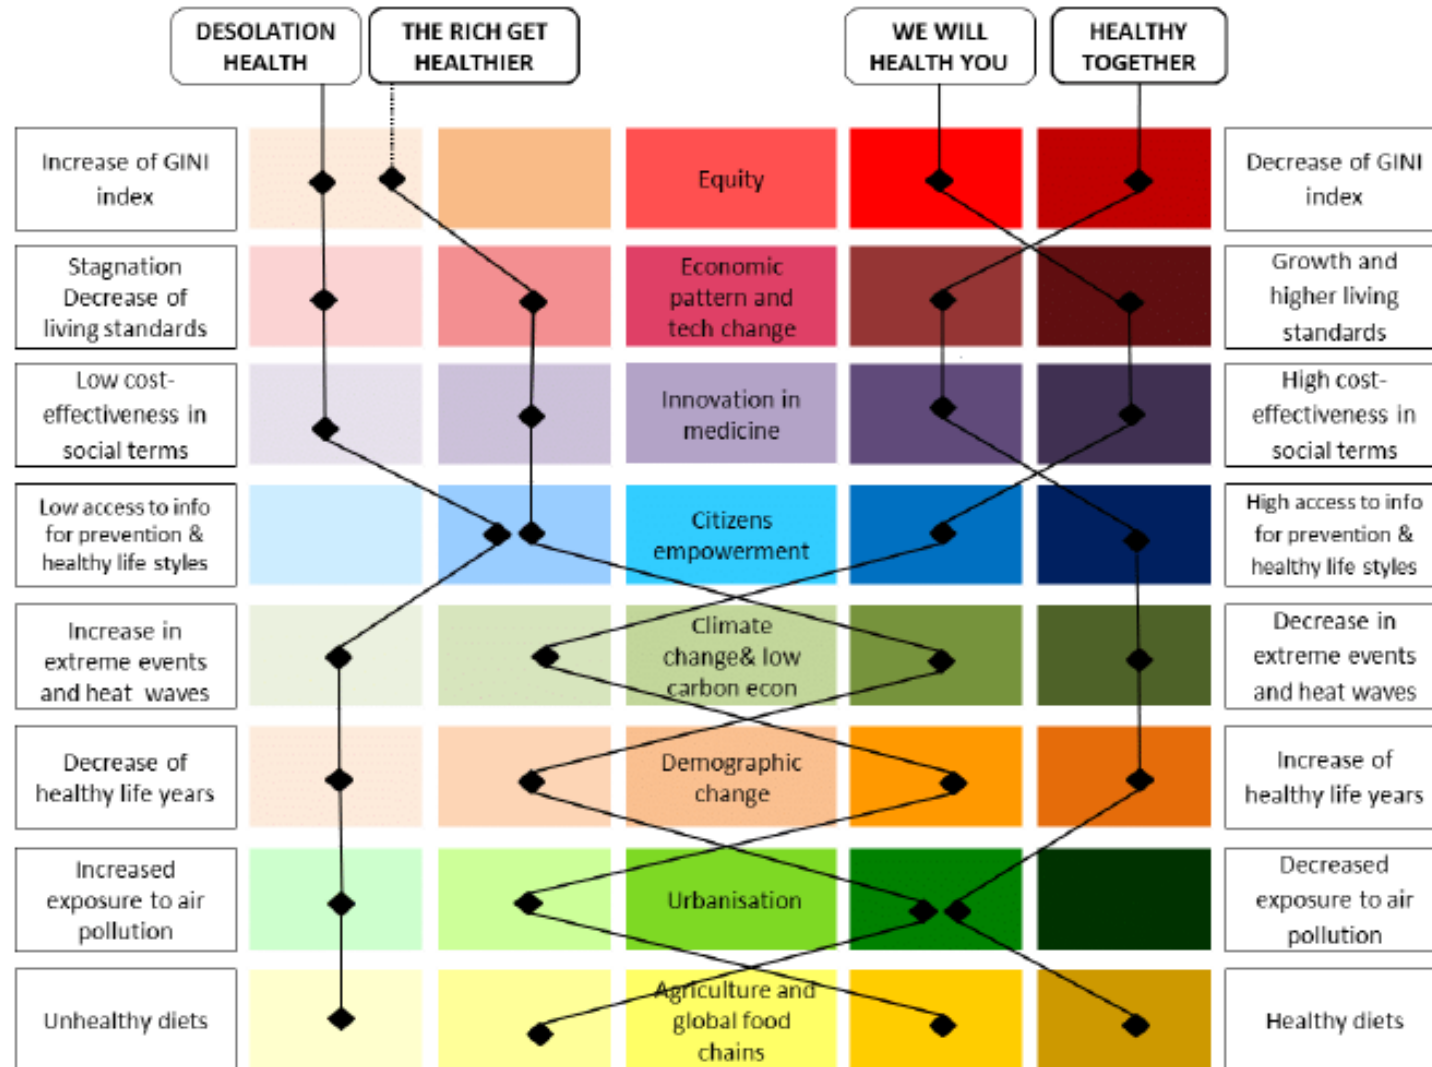 DESOLATION
HEALTH
THE RICH GET
HEALTHIER
WE WILL
HEALTH YOU
HEALTHY
TOGETHER
Increase of GINI
index
Equity
Decrease of GINI
index
Stagnation
Decrease of
living standards
Economic
pattern and
tech change
Growth and
higher living
standards
Low cost-
effectiveness in
social terms
Innovation in
medicine
High cost-
effectiveness in
social terms
Low access to info
for prevention &
healthy life styles
Citizens
empowerment
High access to info
for prevention &
healthy life styles
Increase in
extreme events
and heat waves
Climate
change& low
carbon econ
Decrease in
extreme events
and heat waves
Decrease of
healthy life years
Demographic
change
Increase of
healthy life years
Increased
exposure to air
pollution
Urbanisation
Decreased
exposure to air
pollution
Unhealthy diets
Agriculture and
global food
chains
Healthy diets